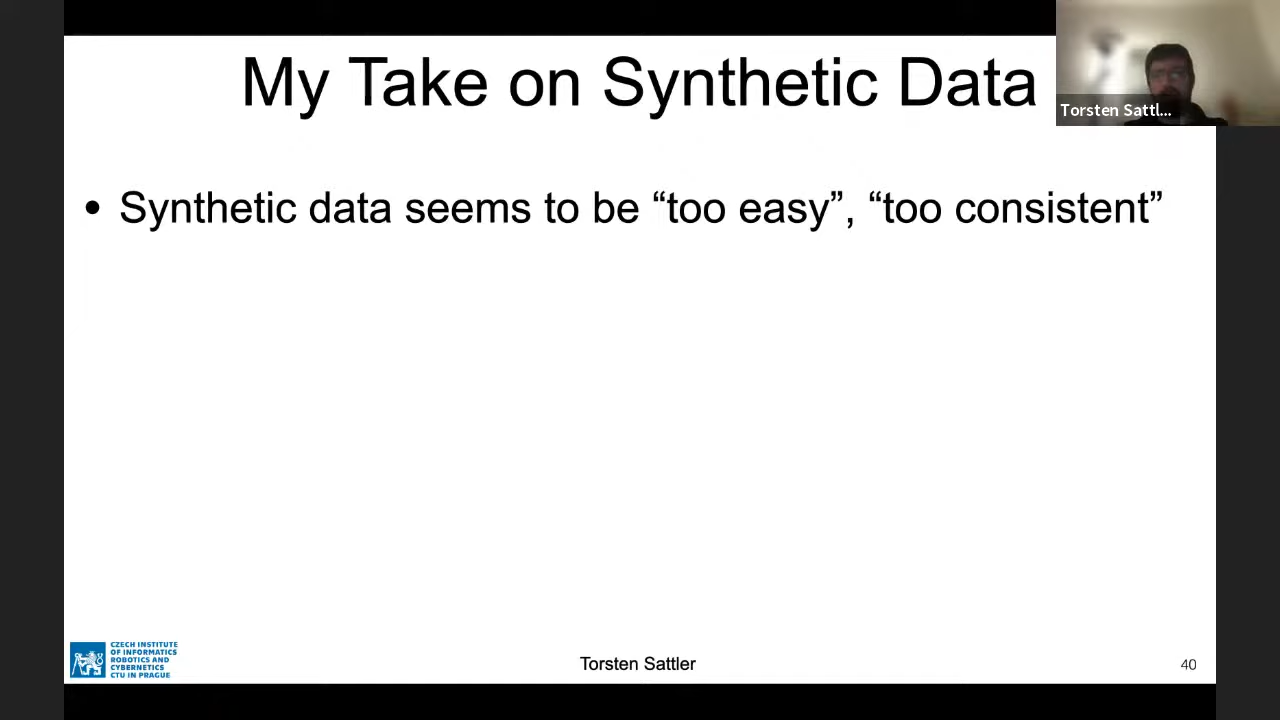 My Take on Synthetic Data
Torsten Sattl...
• Synthetic data seems to be “too easy”, “too consistent”
CZECH INSTITUTE
OF INFORMATICS
ROBOTICS AND
CYBERNETICS
CTU IN PRAGUE
Torsten Sattler
40